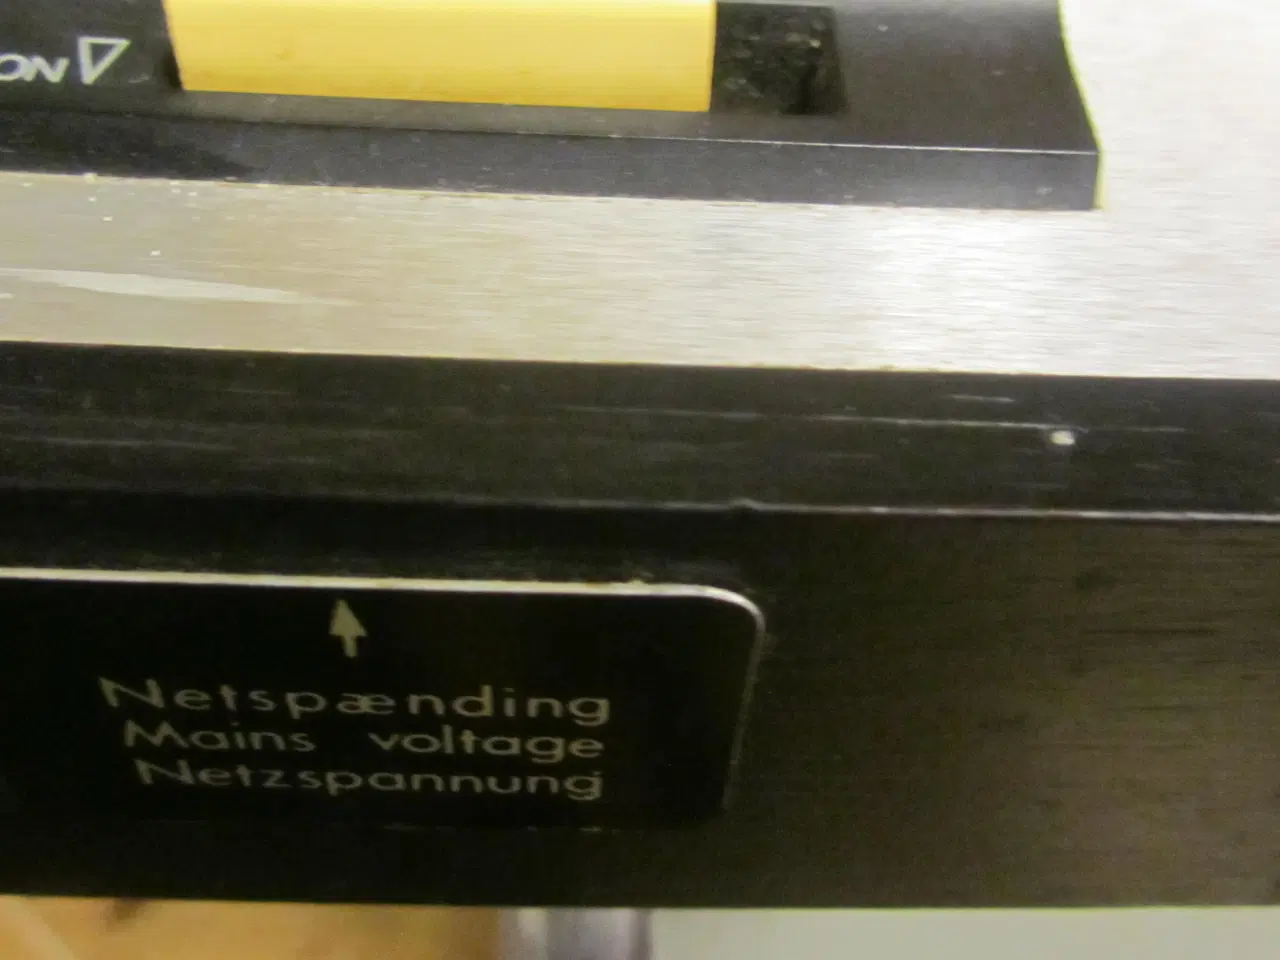 ON
Netspænding
Mains voltage
Netzspannung